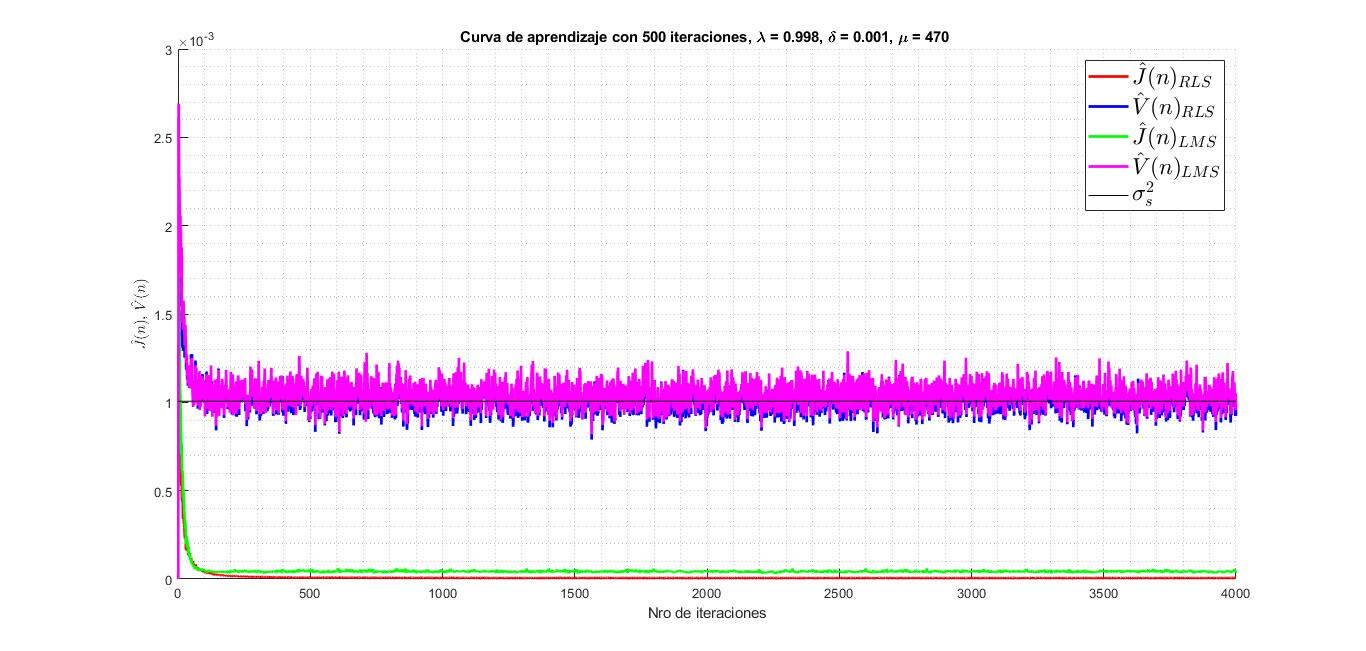 Curva de aprendizaje con 500 iteraciones, λ = 0.998, δ = 0.001, μ = 470
×10⁻³
3
2.5
2
1.5
1
0.5
0
Ĵ(n), V̂(n)
0 500 1000 1500 2000 2500 3000 3500 4000
Nro de iteraciones
Ĵ(n)_RLS
V̂(n)_RLS
Ĵ(n)_LMS
V̂(n)_LMS
σ_s^2